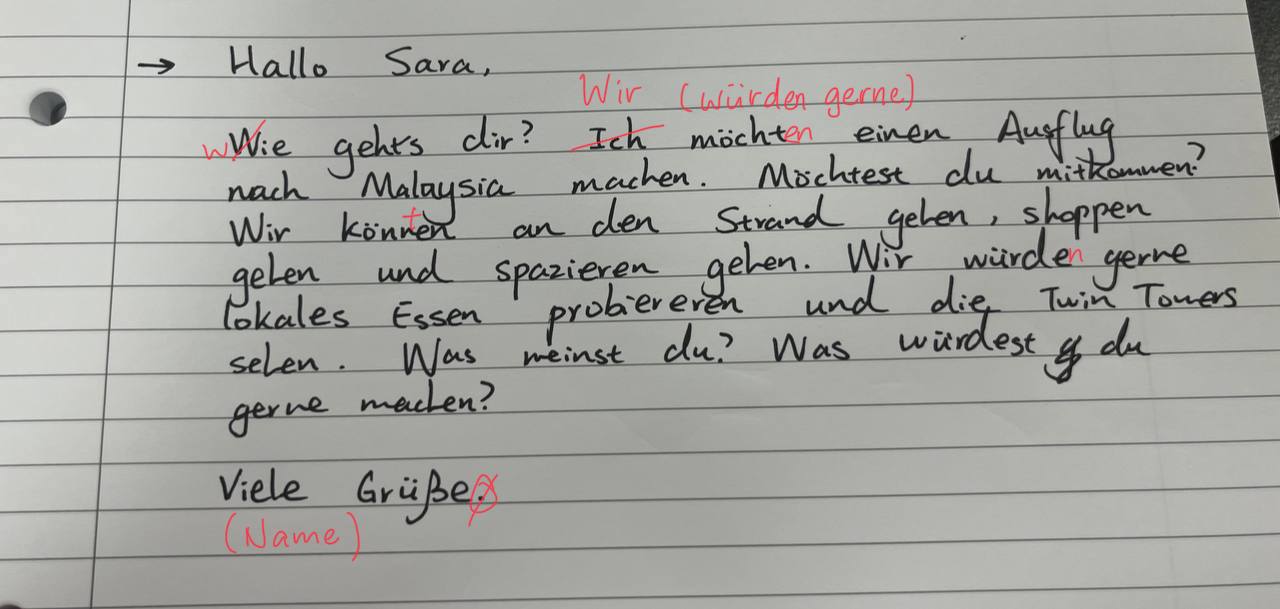 → Hallo Sara,
Wir (würden gerne)
wWie geht's dir? Ich möchten einen Ausflug
nach Malaysia machen. Möchtest du mitkommen?
Wir könnten an den Strand gehen, shoppen
gehen und spazieren gehen. Wir würden gerne
lokales Essen probiereren und die Twin Towers
sehen. Was meinst du? Was würdest du
gerne machen?
Viele Grüße.
(Name)